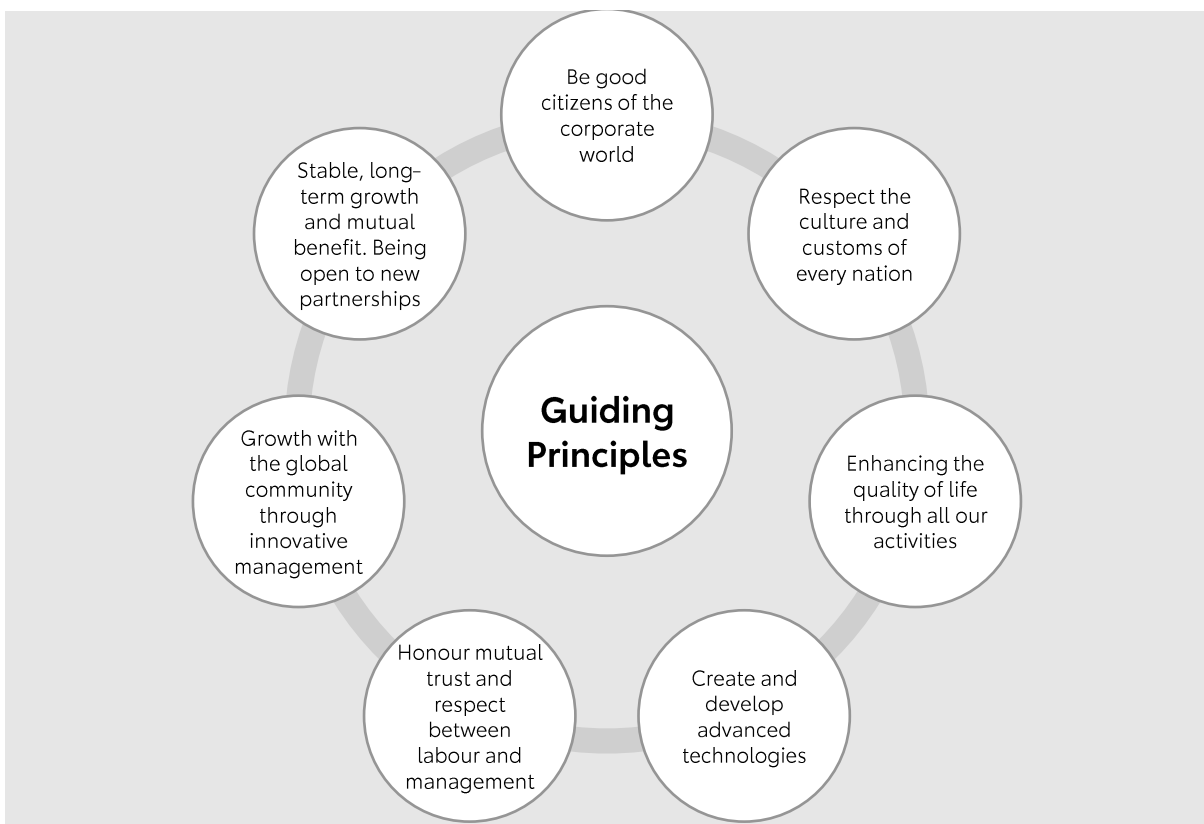 Be good
citizens of the
corporate
world
Respect the
culture and
customs of
every nation
Enhancing the
quality of life
through all our
activities
Create and
develop
advanced
technologies
Honour mutual
trust and
respect
between
labour and
management
Growth with
the global
community
through
innovative
management
Stable, long-
term growth
and mutual
benefit. Being
open to new
partnerships
Guiding
Principles